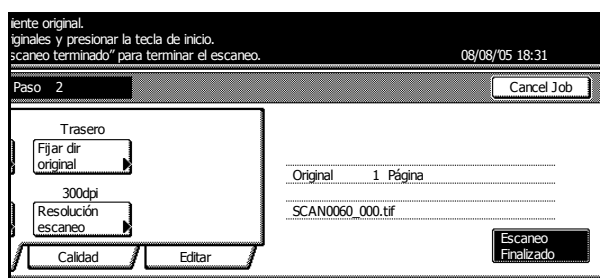 iente original.
iginales y presionar la tecla de inicio.
scaneo terminado” para terminar el escaneo.
08/08/'05 18:31
Paso 2
Cancel Job
Trasero
Fijar dir
original
300dpi
Resolución
escaneo
Calidad
Editar
Original 1 Página
SCAN0060_000.tif
Escaneo
Finalizado